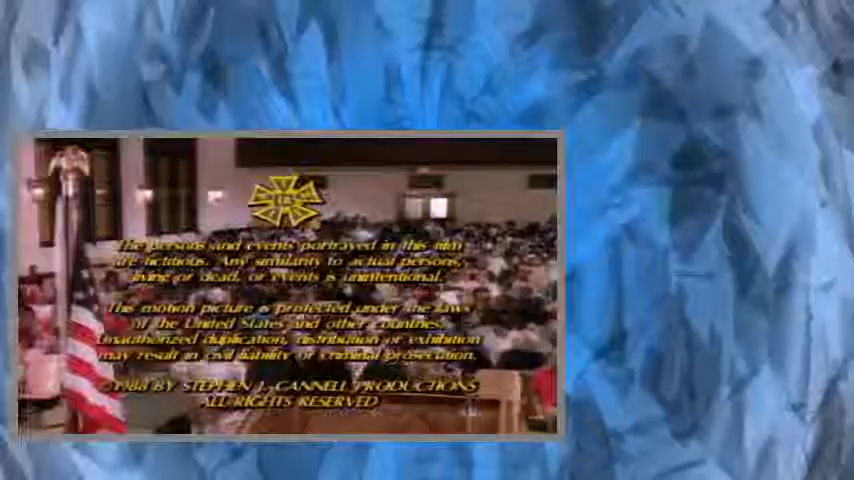 The persons and events portrayed in this film
are fictitious. Any similarity to actual persons,
living or dead, or events is unintentional.
This motion picture is protected under the laws
of the United States and other countries.
Unauthorized duplication, distribution or exhibition
may result in civil liability or criminal prosecution.
©1988 BY STEPHEN J. CANNELL PRODUCTIONS
ALL RIGHTS RESERVED